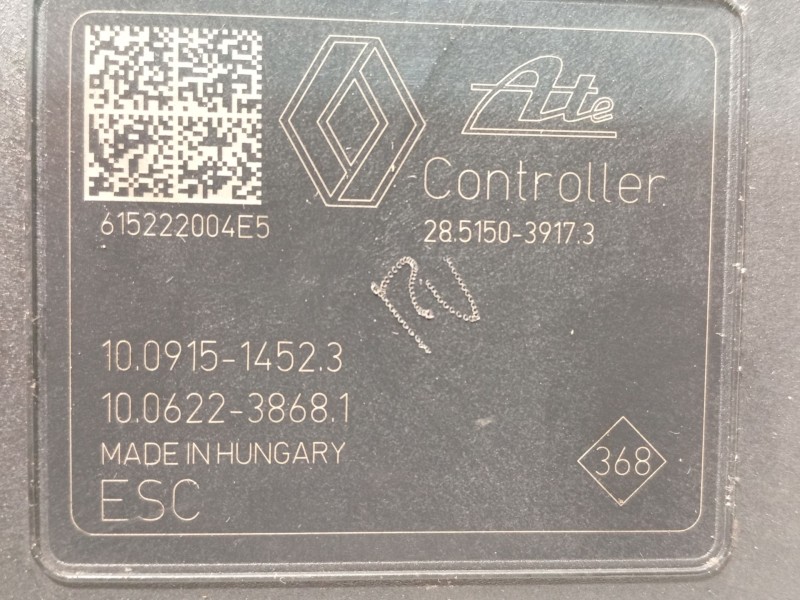 Ate
Controller
615222004E5
28.5150-3917.3
10.0915-1452.3
10.0622-3868.1
MADE IN HUNGARY
368
ESC